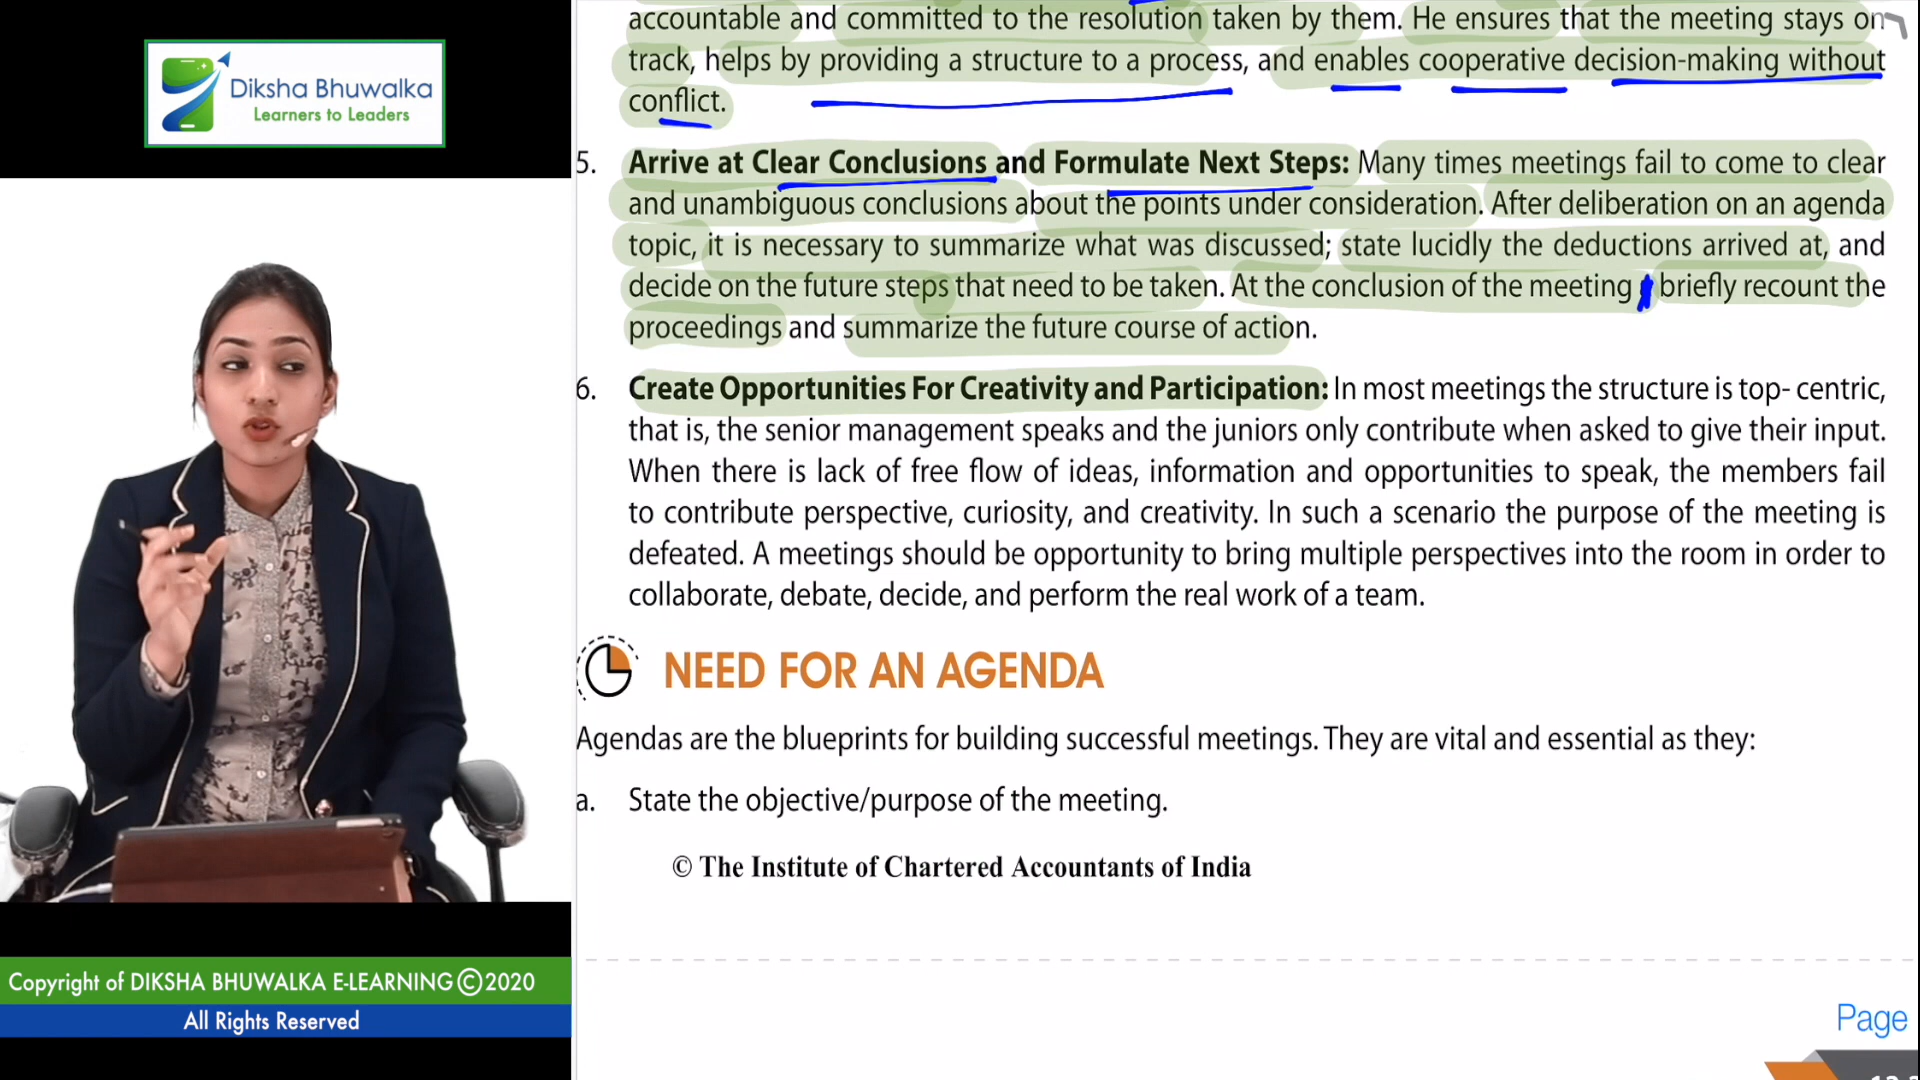 Diksha Bhuwalka
Learners to Leaders
accountable and committed to the resolution taken by them. He ensures that the meeting stays on
track, helps by providing a structure to a process, and enables cooperative decision-making without
conflict.
5. Arrive at Clear Conclusions and Formulate Next Steps: Many times meetings fail to come to clear
and unambiguous conclusions about the points under consideration. After deliberation on an agenda
topic, it is necessary to summarize what was discussed; state lucidly the deductions arrived at, and
decide on the future steps that need to be taken. At the conclusion of the meeting briefly recount the
proceedings and summarize the future course of action.
6. Create Opportunities For Creativity and Participation: In most meetings the structure is top- centric,
that is, the senior management speaks and the juniors only contribute when asked to give their input.
When there is lack of free flow of ideas, information and opportunities to speak, the members fail
to contribute perspective, curiosity, and creativity. In such a scenario the purpose of the meeting is
defeated. A meetings should be opportunity to bring multiple perspectives into the room in order to
collaborate, debate, decide, and perform the real work of a team.
NEED FOR AN AGENDA
Agendas are the blueprints for building successful meetings. They are vital and essential as they:
a. State the objective/purpose of the meeting.
© The Institute of Chartered Accountants of India
Copyright of DIKSHA BHUWALKA E-LEARNING©2020
All Rights Reserved
Page